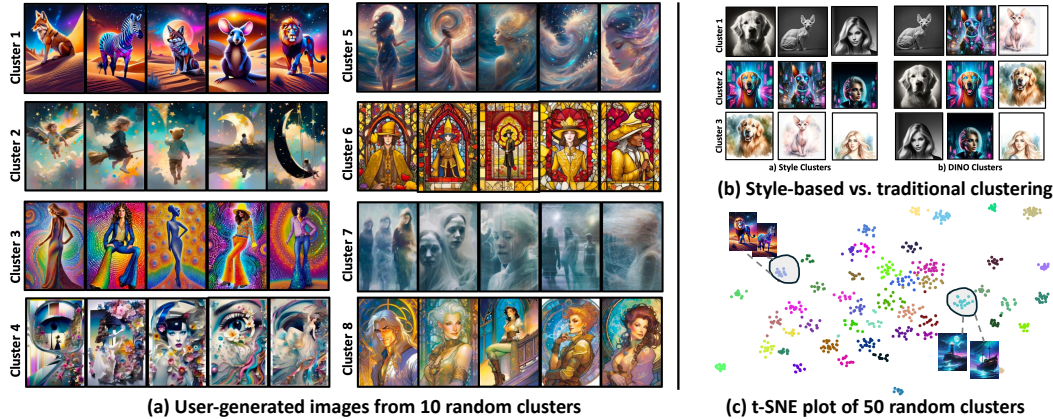 Cluster 1
Cluster 2
Cluster 3
Cluster 4
Cluster 5
Cluster 6
Cluster 7
Cluster 8
(a) User-generated images from 10 random clusters
Cluster 1
Cluster 2
Cluster 3
a) Style Clusters
b) DINO Clusters
(b) Style-based vs. traditional clustering
(c) t-SNE plot of 50 random clusters